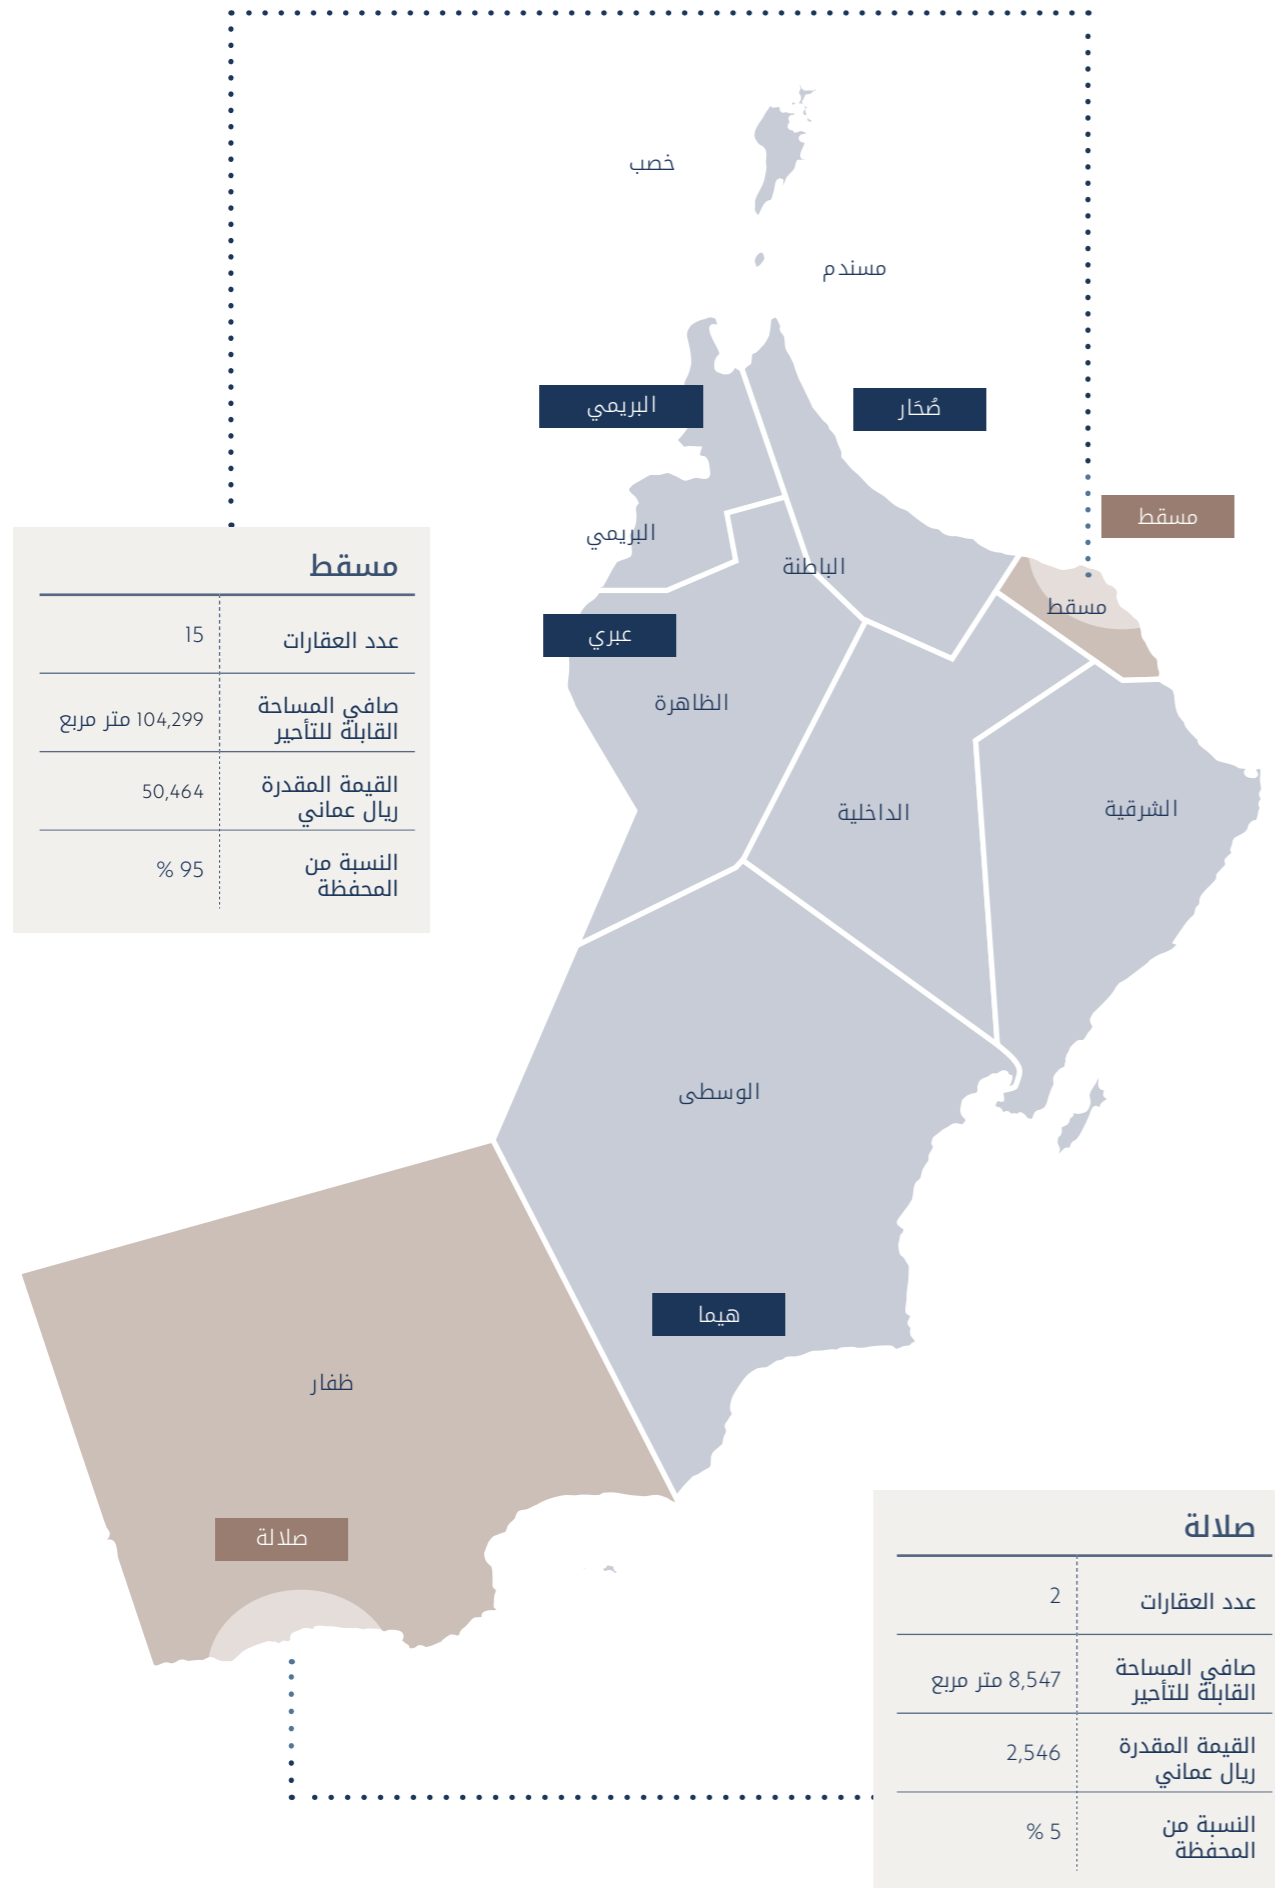 خصب
مسندم
البريمي
صُحَار
مسقط
البريمي
الباطنة
مسقط
عبري
الظاهرة
الداخلية
الشرقية
الوسطى
هيما
ظفار
صلالة
مسقط
عدد العقارات 15
صافي المساحة
القابلة للتأجير 104,299 متر مربع
القيمة المقدرة
ريال عماني 50,464
النسبة من
المحفظة 95 %
صلالة
عدد العقارات 2
صافي المساحة
القابلة للتأجير 8,547 متر مربع
القيمة المقدرة
ريال عماني 2,546
النسبة من
المحفظة 5 %